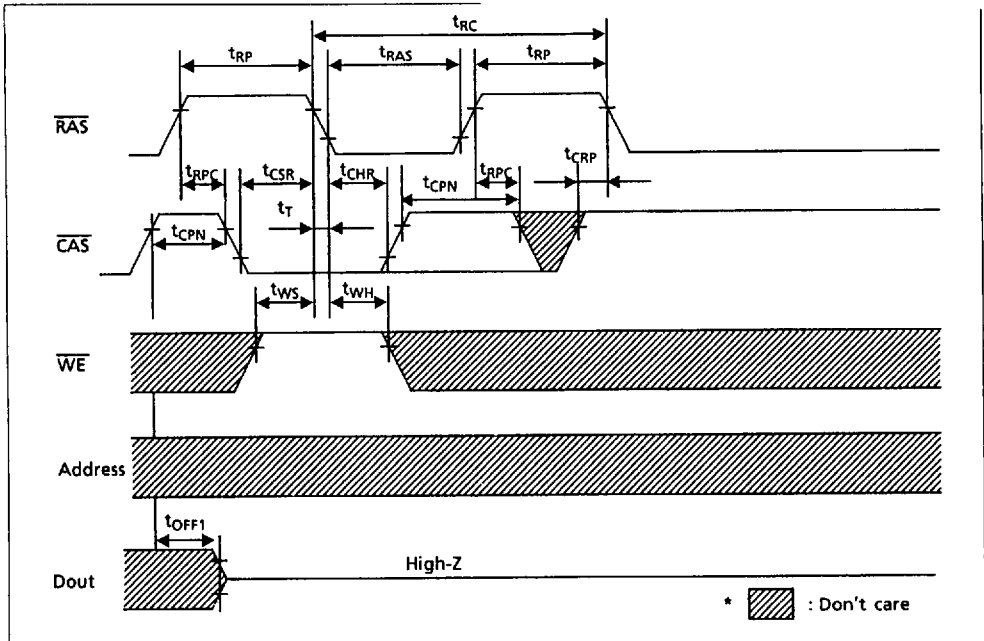 tRC
tRP
tRAS
tRP
RAS
tRPC
tCSR
tCHR
tCPN
tRPC
tCRP
tT
CAS
tCPN
tWS
tWH
WE
Address
tOFF1
Dout
High-Z
* : Don't care